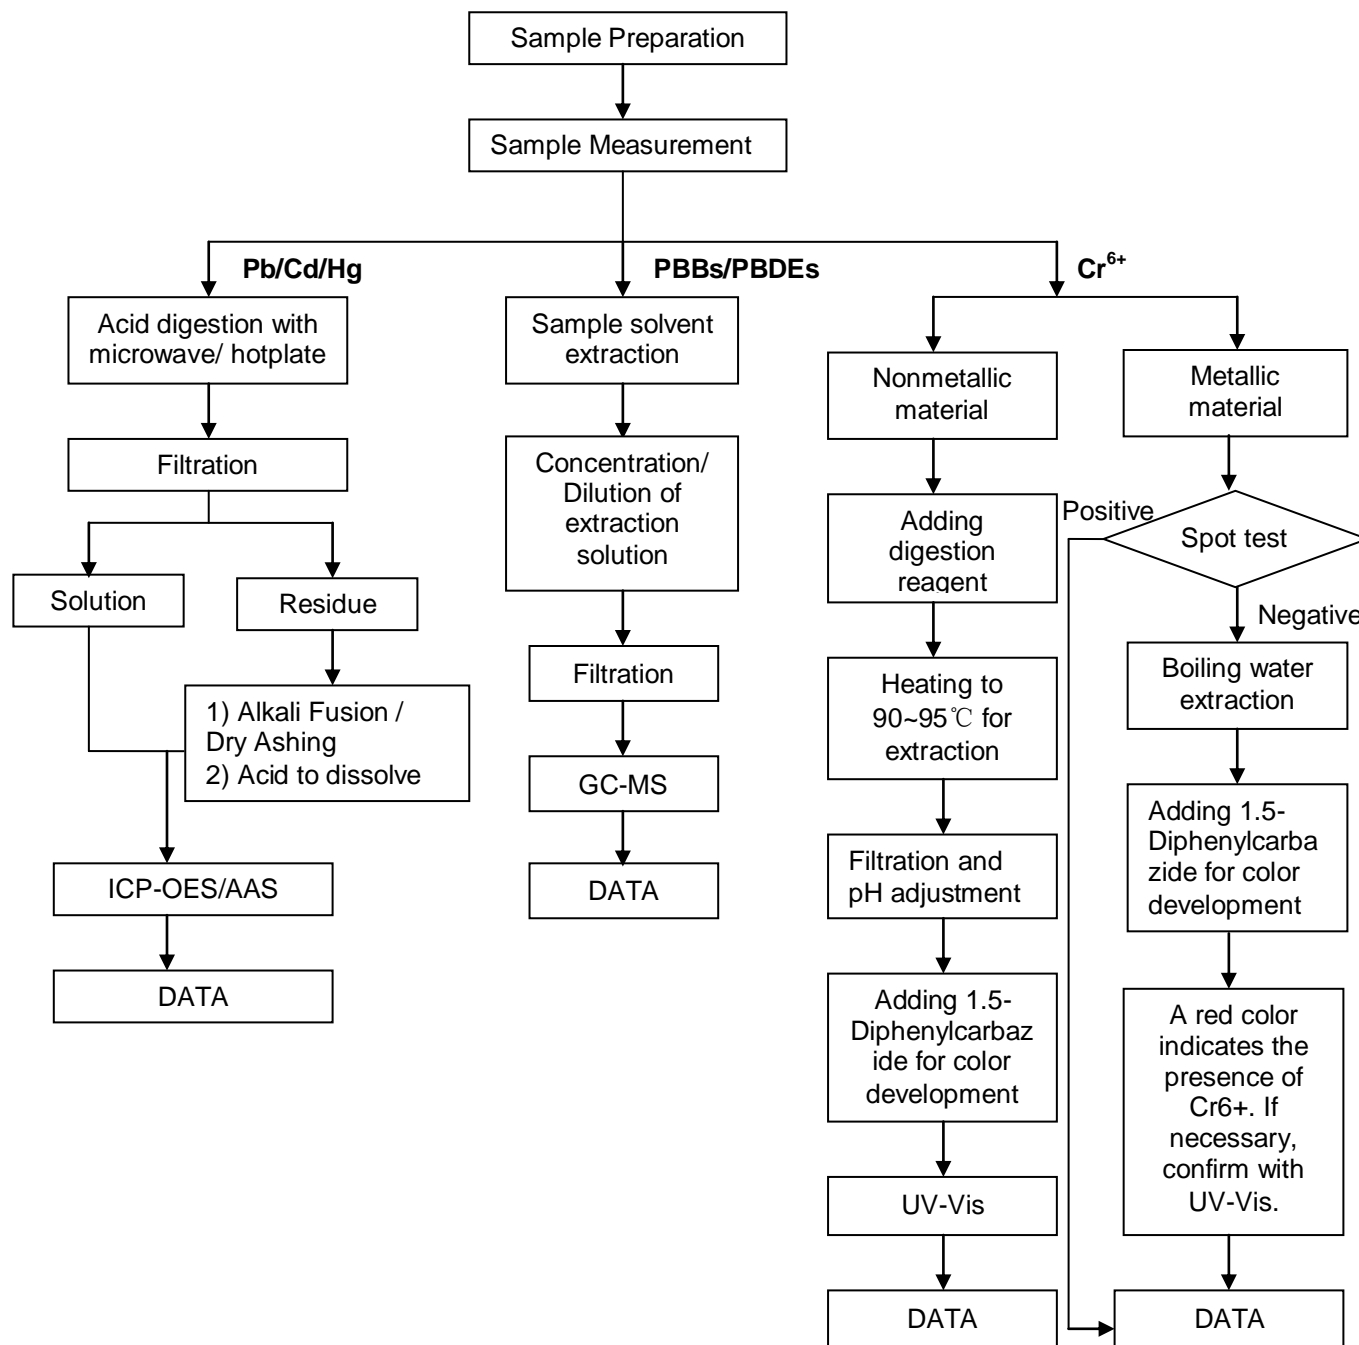 Sample Preparation
Sample Measurement
Pb/Cd/Hg
PBBs/PBDEs
Cr6+
Acid digestion with
microwave/ hotplate
Filtration
Solution
Residue
1) Alkali Fusion /
Dry Ashing
2) Acid to dissolve
ICP-OES/AAS
DATA
Sample solvent
extraction
Concentration/
Dilution of
extraction
solution
Filtration
GC-MS
DATA
Nonmetallic
material
Adding
digestion
reagent
Heating to
90~95℃ for
extraction
Filtration and
pH adjustment
Adding 1.5-
Diphenylcarbaz
ide for color
development
UV-Vis
DATA
Metallic
material
Positive
Spot test
Negative
Boiling water
extraction
Adding 1.5-
Diphenylcarba
zide for color
development
A red color
indicates the
presence of
Cr6+. If
necessary,
confirm with
UV-Vis.
DATA